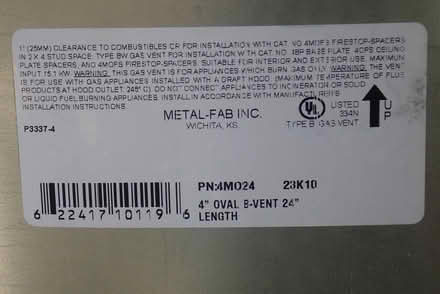 1" (25MM) CLEARANCE TO COMBUSTIBLES OR FOR INSTALLATION WITH CAT. NO. 4MOFS FIRESTOP-SPACERS
IN 2 X 4 STUD SPACE. TYPE BW GAS VENT FOR INSTALLATION WITH CAT. NO. 18RP BASE PLATE, 4CPS CEILING
PLATE SPACERS, AND 4MOFS FIRESTOP-SPACERS. SUITABLE FOR INTERIOR AND EXTERIOR USE. MAXIMUM
INPUT 15.1 KW. WARNING: THIS GAS VENT IS FOR APPLIANCES WHICH BURN GAS ONLY. WARNING: THIS VENT
IS FOR USE WITH GAS APPLIANCES INSTALLED WITH A DRAFT HOOD. (MAXIMUM TEMPERATURE OF FLUE
PRODUCTS AT HOOD OUTLET, 246° C). DO NOT CONNECT APPLIANCES TO INCINERATOR OR SOLID
OR LIQUID FUEL BURNING APPLIANCES. INSTALL IN ACCORDANCE WITH MANUFACTURER'S
INSTALLATION INSTRUCTIONS.
METAL-FAB INC.
WICHITA, KS.
UL
LISTED
334N
TYPE B GAS VENT
UP
P3337-4
PN:4MO24 23K10
4" OVAL B-VENT 24"
LENGTH
6 22417 10119 6